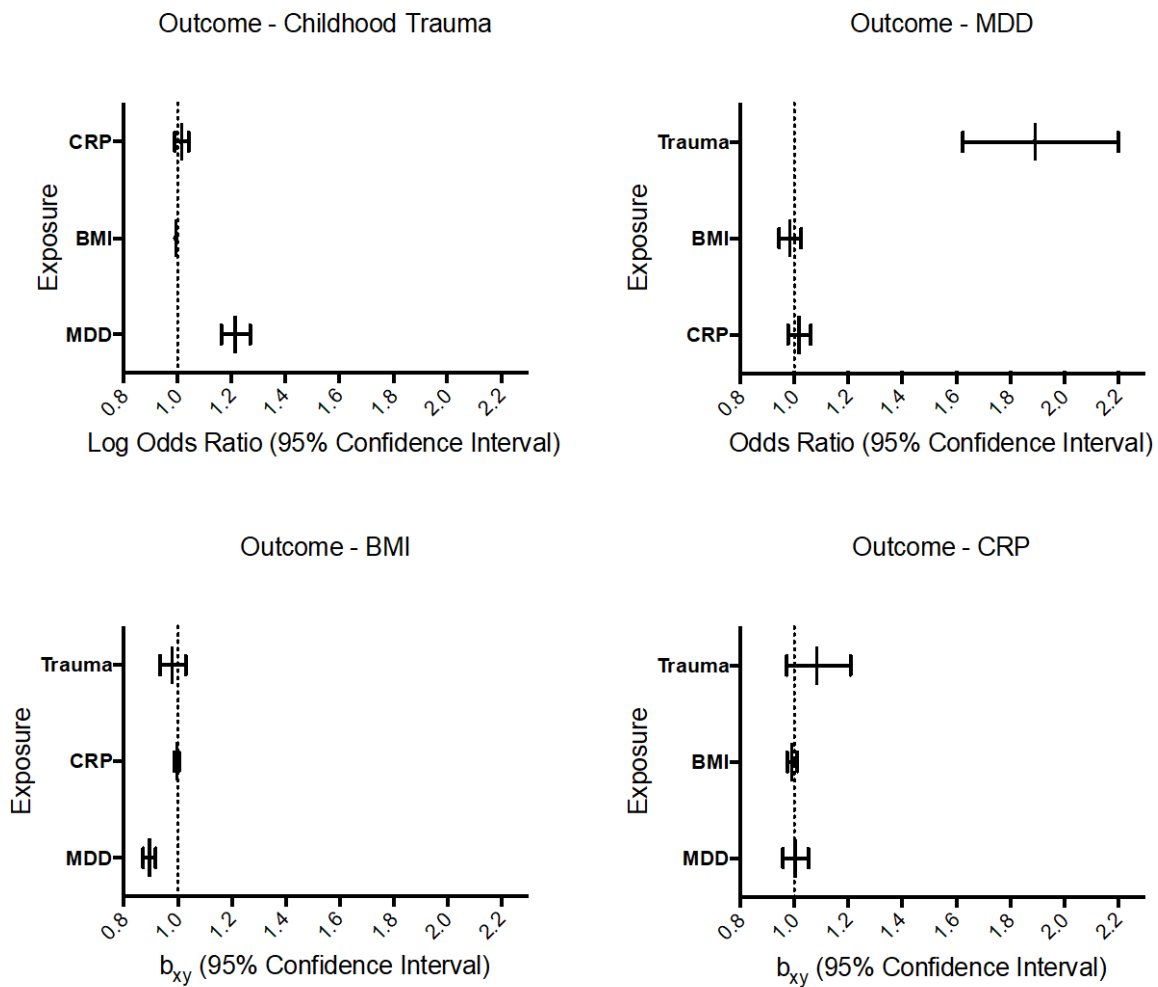 Outcome - Childhood Trauma
Exposure
CRP
BMI
MDD
0.8 1.0 1.2 1.4 1.6 1.8 2.0 2.2
Log Odds Ratio (95% Confidence Interval)
Outcome - MDD
Exposure
Trauma
BMI
CRP
0.8 1.0 1.2 1.4 1.6 1.8 2.0 2.2
Odds Ratio (95% Confidence Interval)
Outcome - BMI
Exposure
Trauma
CRP
MDD
0.8 1.0 1.2 1.4 1.6 1.8 2.0 2.2
bxy (95% Confidence Interval)
Outcome - CRP
Exposure
Trauma
BMI
MDD
0.8 1.0 1.2 1.4 1.6 1.8 2.0 2.2
bxy (95% Confidence Interval)